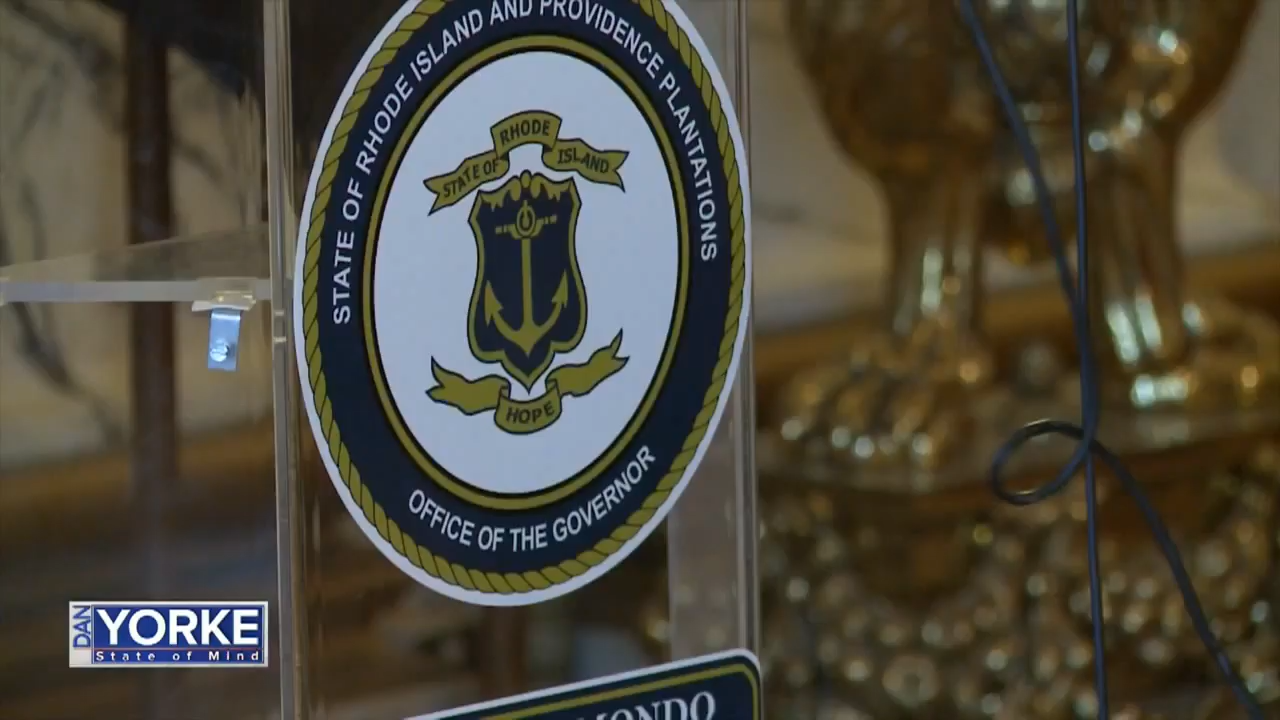 STATE OF RHODE ISLAND AND PROVIDENCE PLANTATIONS
STATE OF RHODE ISLAND
HOPE
OFFICE OF THE GOVERNOR
DAN
YORKE
State of Mind